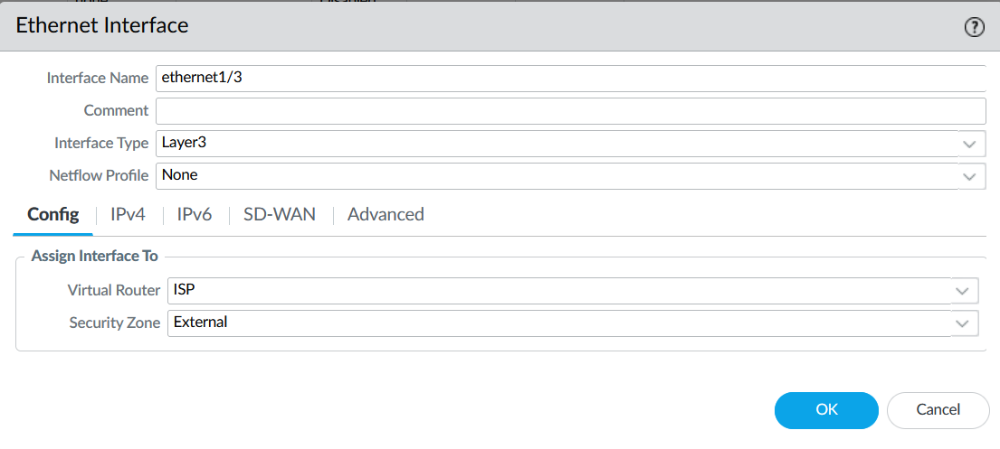 Ethernet Interface
?
Interface Name ethernet1/3
Comment
Interface Type Layer3
Netflow Profile None
Config IPv4 IPv6 SD-WAN Advanced
Assign Interface To
Virtual Router ISP
Security Zone External
OK Cancel